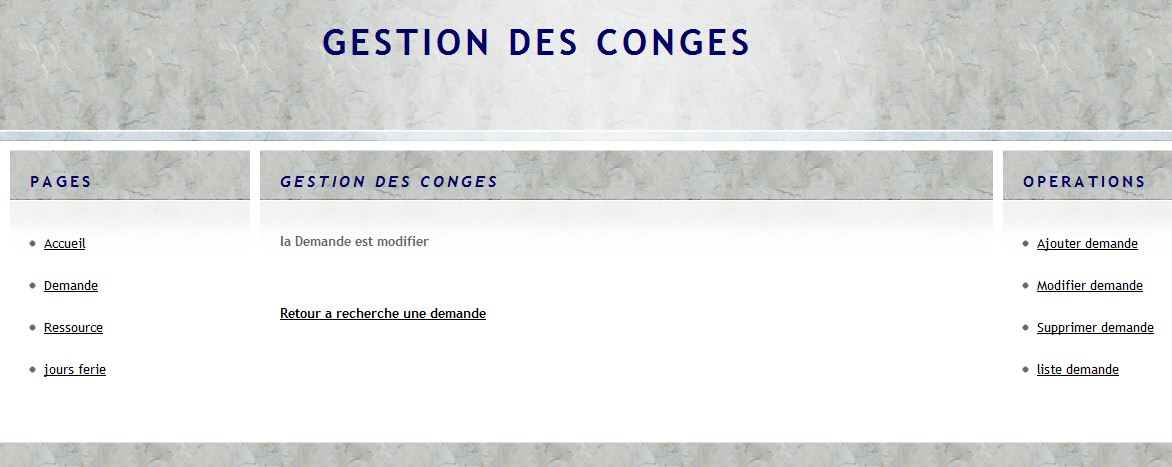 GESTION DES CONGES
PAGES
Accueil
Demande
Ressource
jours ferie
GESTION DES CONGES
la Demande est modifier
Retour a recherche une demande
OPERATIONS
Ajouter demande
Modifier demande
Supprimer demande
liste demande